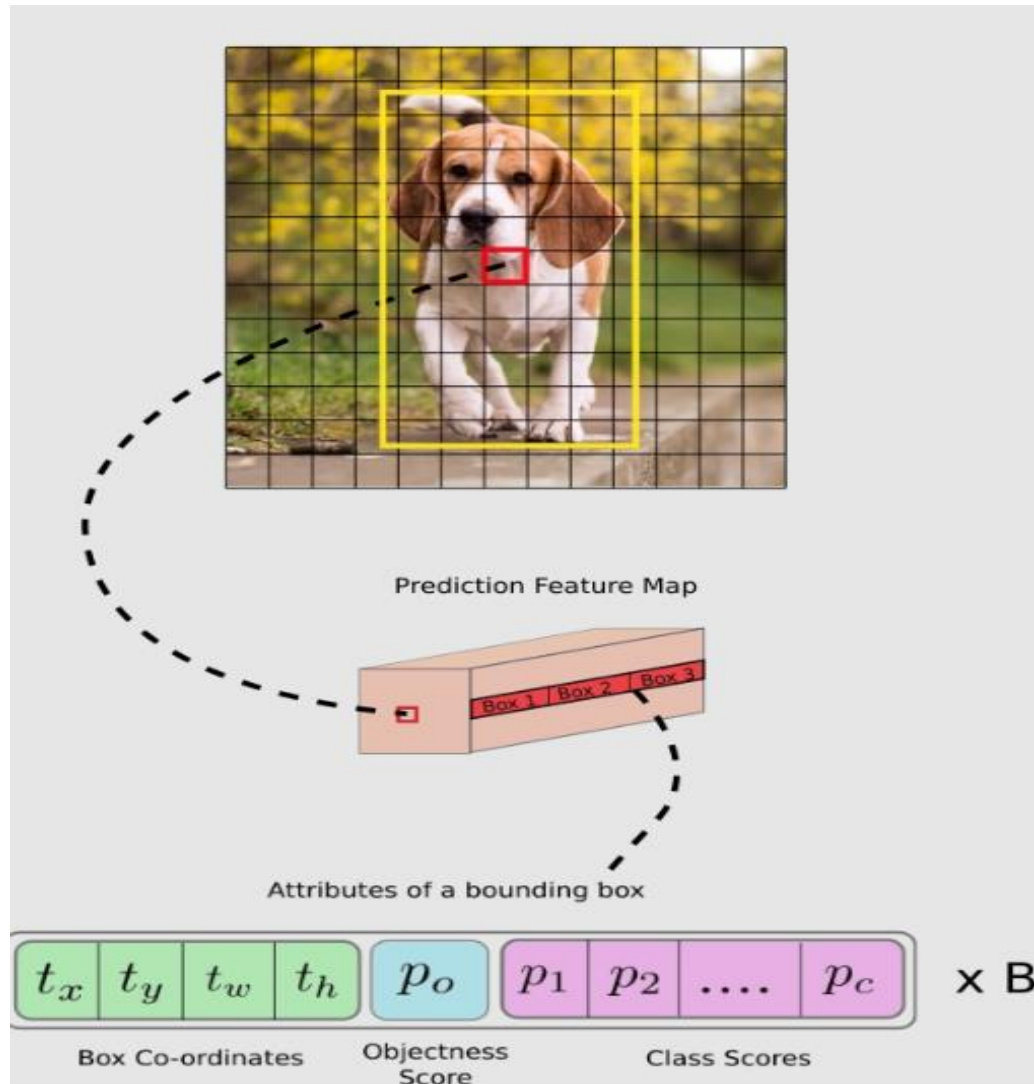 Prediction Feature Map
Box 1 Box 2 Box 3
Attributes of a bounding box
t_x t_y t_w t_h p_o p_1 p_2 .... p_c x B
Box Co-ordinates Objectness Score Class Scores